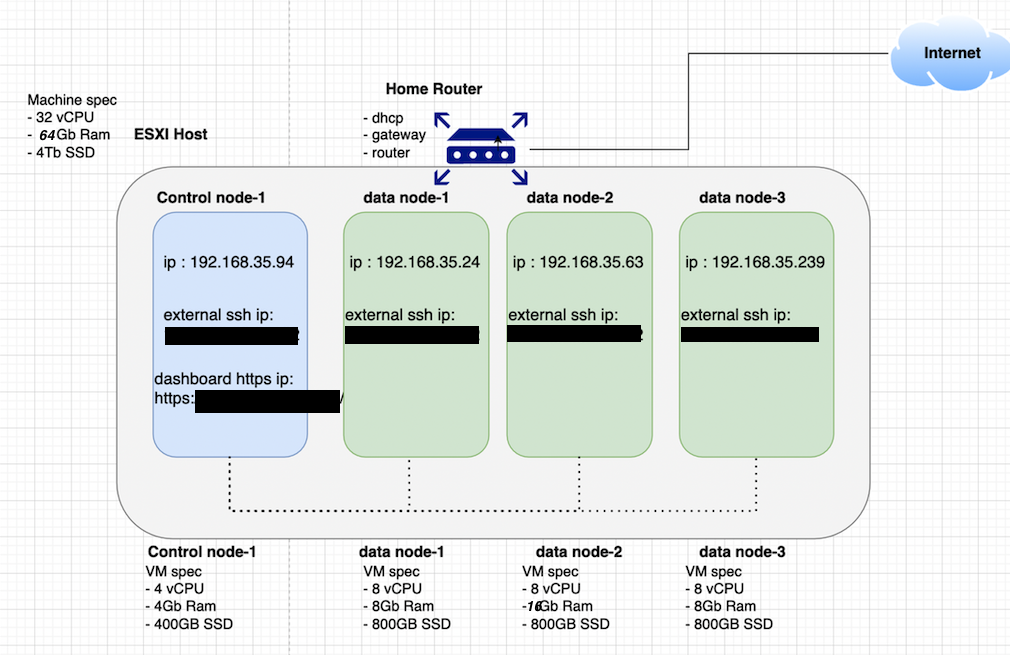 Internet
Home Router
- dhcp
- gateway
- router
Machine spec
- 32 vCPU
- 64Gb Ram
- 4Tb SSD
ESXI Host
Control node-1
ip : 192.168.35.94
external ssh ip:
dashboard https ip:
https: /
data node-1
ip : 192.168.35.24
external ssh ip:
data node-2
ip : 192.168.35.63
external ssh ip:
data node-3
ip : 192.168.35.239
external ssh ip:
Control node-1
VM spec
- 4 vCPU
- 4Gb Ram
- 400GB SSD
data node-1
VM spec
- 8 vCPU
- 8Gb Ram
- 800GB SSD
data node-2
VM spec
- 8 vCPU
-16Gb Ram
- 800GB SSD
data node-3
VM spec
- 8 vCPU
- 8Gb Ram
- 800GB SSD